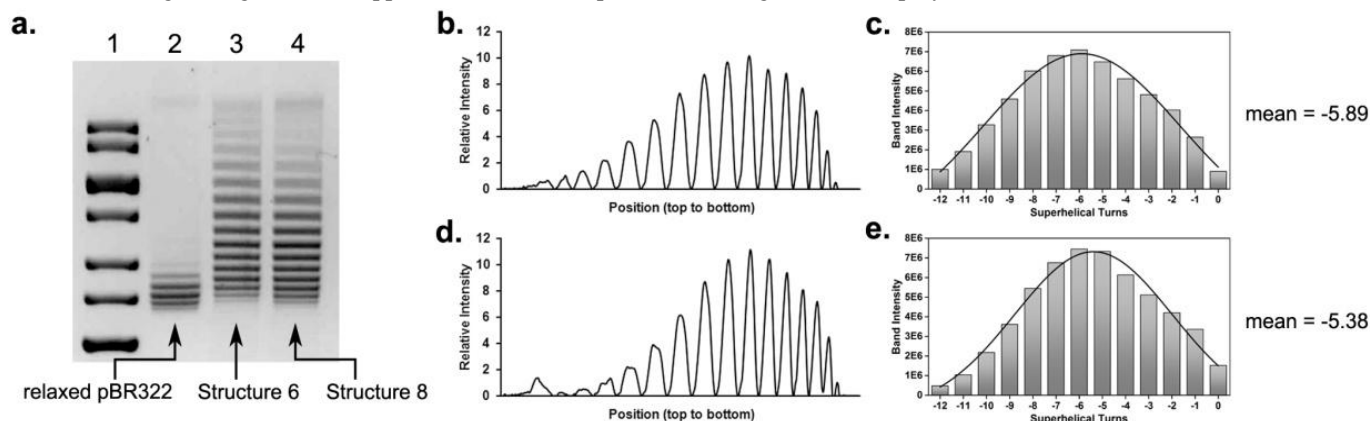 a.
1 2 3 4
relaxed pBR322 Structure 6 Structure 8
b.
Relative Intensity
12
10
8
6
4
2
0
Position (top to bottom)
c.
Band Intensity
8E6
7E6
6E6
5E6
4E6
3E6
2E6
1E6
0
-12 -11 -10 -9 -8 -7 -6 -5 -4 -3 -2 -1 0
Superhelical Turns
mean = -5.89
d.
Relative Intensity
12
10
8
6
4
2
0
Position (top to bottom)
e.
Band Intensity
8E6
7E6
6E6
5E6
4E6
3E6
2E6
1E6
0
-12 -11 -10 -9 -8 -7 -6 -5 -4 -3 -2 -1 0
Superhelical Turns
mean = -5.38